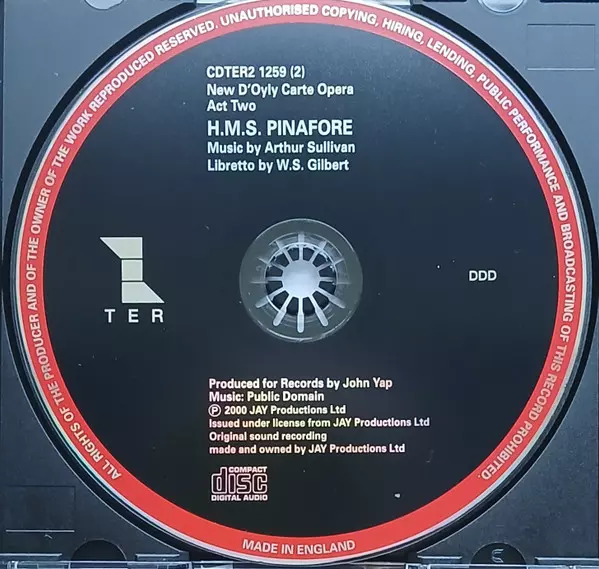 ALL RIGHTS OF THE PRODUCER AND OF THE OWNER OF THE WORK REPRODUCED RESERVED. UNAUTHORISED COPYING, HIRING, LENDING, PUBLIC PERFORMANCE AND BROADCASTING OF THIS RECORD PROHIBITED
CDTER2 1259 (2)
New D'Oyly Carte Opera
Act Two
H.M.S. PINAFORE
Music by Arthur Sullivan
Libretto by W.S. Gilbert
TER
DDD
Produced for Records by John Yap
Music: Public Domain
Ⓟ 2000 JAY Productions Ltd
Issued under license from JAY Productions Ltd
Original sound recording
made and owned by JAY Productions Ltd
COMPACT
disc
DIGITAL AUDIO
MADE IN ENGLAND